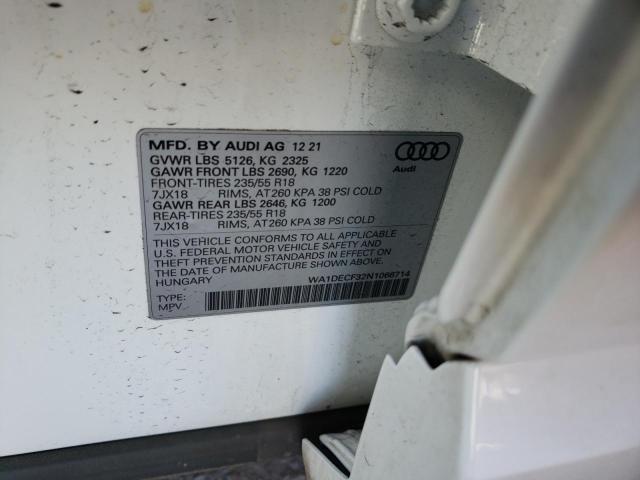 MFD. BY AUDI AG 12 21
GVWR LBS 5126, KG 2325
GAWR FRONT LBS 2690, KG 1220
FRONT-TIRES 235/55 R18
7JX18 RIMS, AT260 KPA 38 PSI COLD
GAWR REAR LBS 2646, KG 1200
REAR-TIRES 235/55 R18
7JX18 RIMS, AT260 KPA 38 PSI COLD
Audi
THIS VEHICLE CONFORMS TO ALL APPLICABLE
U.S. FEDERAL MOTOR VEHICLE SAFETY AND
THEFT PREVENTION STANDARDS IN EFFECT ON
THE DATE OF MANUFACTURE SHOWN ABOVE.
HUNGARY
WA1DECF32N1066714
TYPE:
MPV